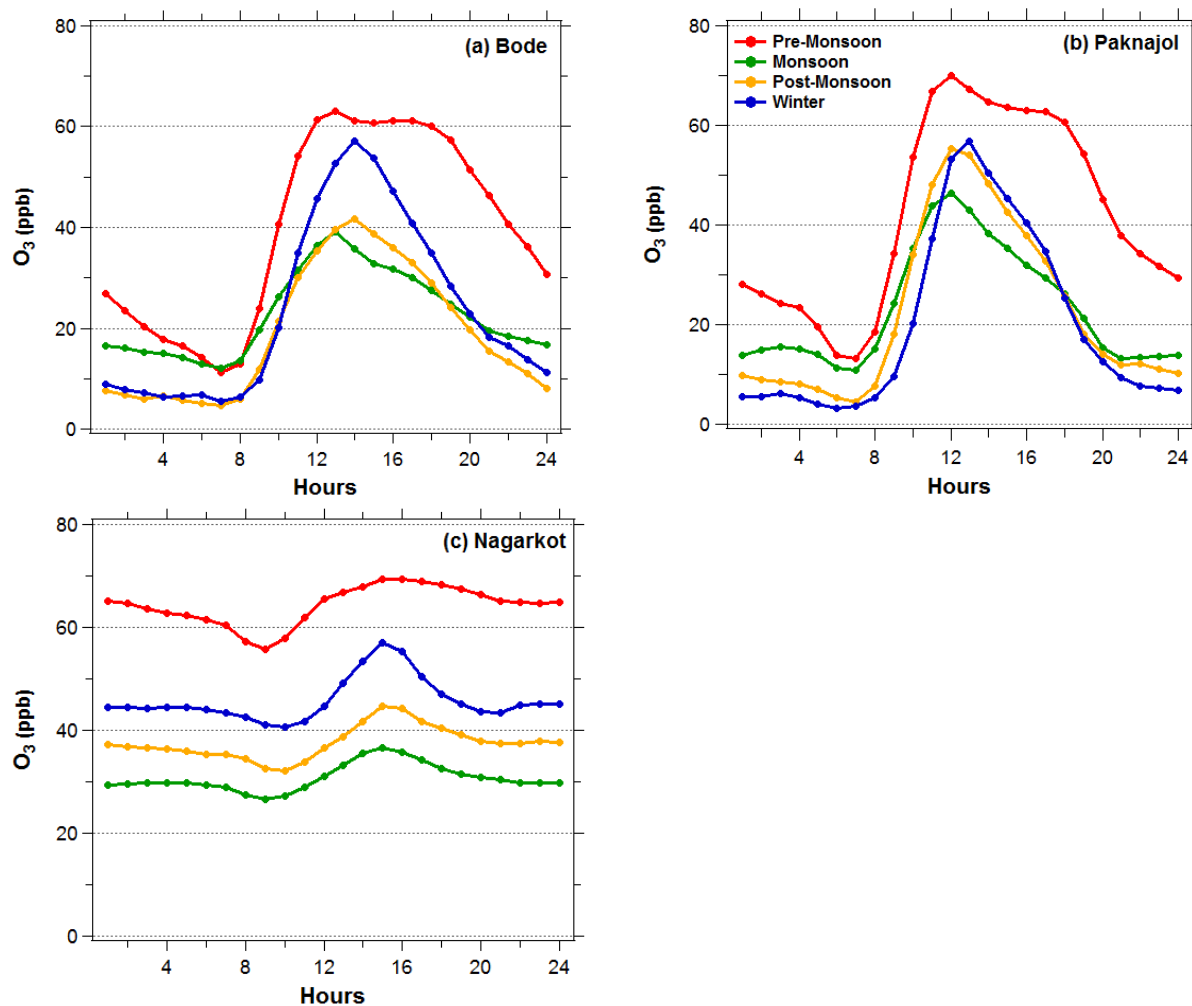 (a) Bode
80
60
40
20
0
O3 (ppb)
4 8 12 16 20 24
Hours
(b) Paknajol
Pre-Monsoon
Monsoon
Post-Monsoon
Winter
80
60
40
20
0
O3 (ppb)
4 8 12 16 20 24
Hours
(c) Nagarkot
80
60
40
20
0
O3 (ppb)
4 8 12 16 20 24
Hours